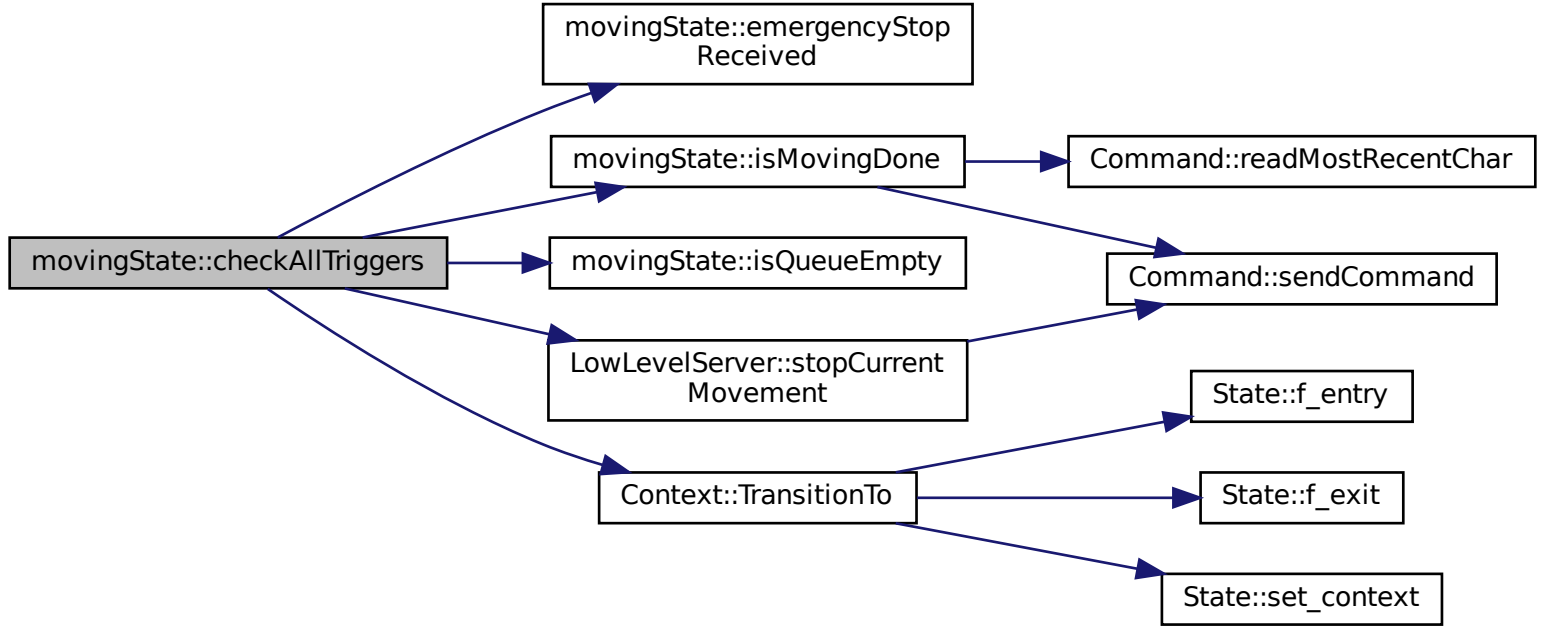 movingState::emergencyStop
Received
movingState::isMovingDone
Command::readMostRecentChar
movingState::checkAllTriggers
movingState::isQueueEmpty
Command::sendCommand
LowLevelServer::stopCurrent
Movement
State::f_entry
Context::TransitionTo
State::f_exit
State::set_context